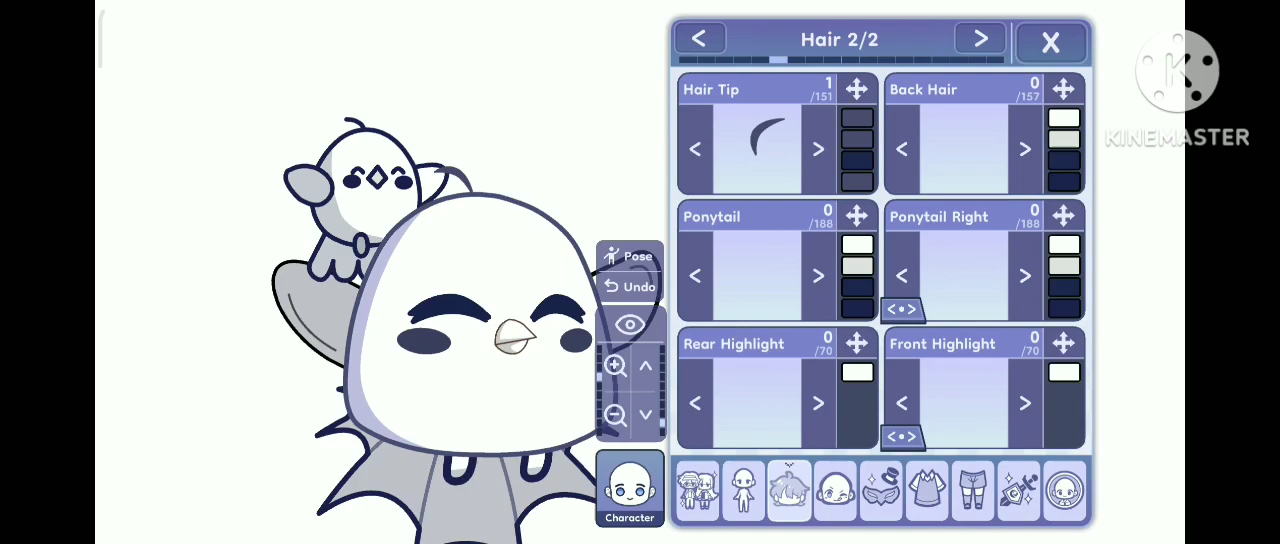 < Hair 2/2 > X
KINEMASTER
Hair Tip 1 /151
Back Hair 0 /157
Ponytail 0 /188
Ponytail Right 0 /188
Pose
Undo
Rear Highlight 0 /70
Front Highlight 0 /70
Character